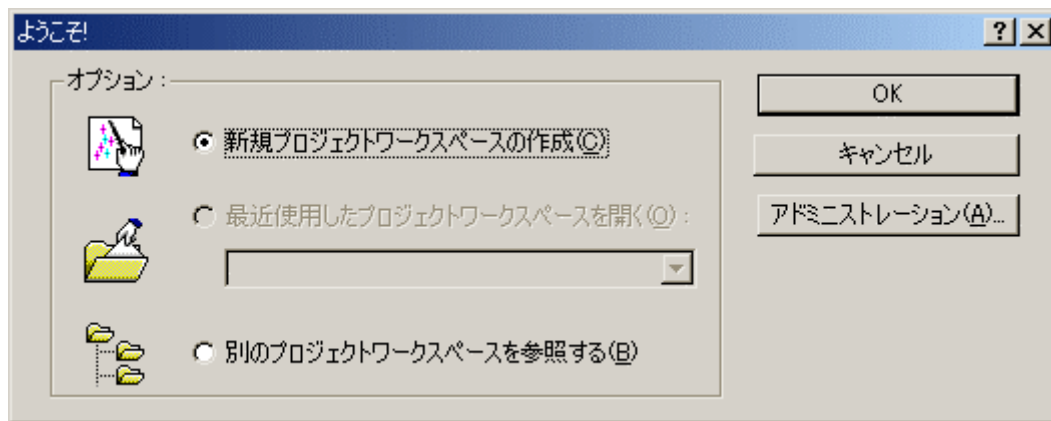 ようこそ!
オプション :
新規プロジェクトワークスペースの作成(C)
最近使用したプロジェクトワークスペースを開く(O) :
別のプロジェクトワークスペースを参照する(B)
OK
キャンセル
アドミニストレーション(A)...